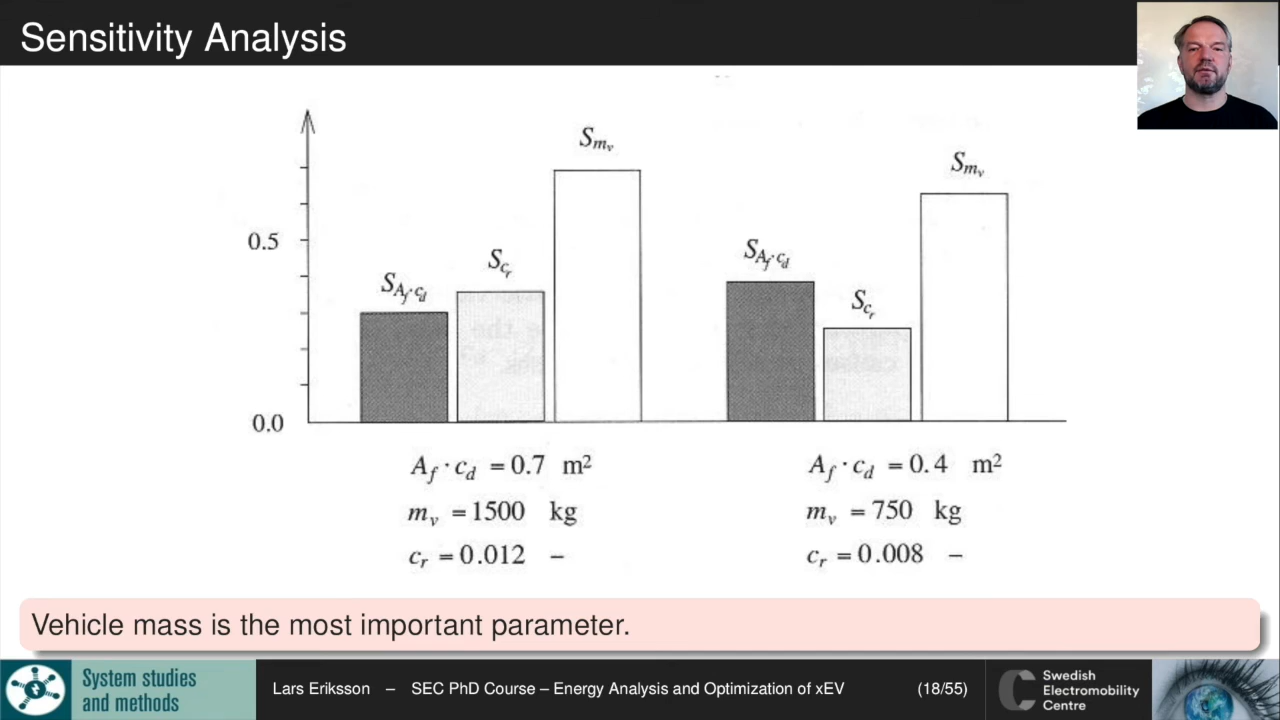 Sensitivity Analysis
S_{m_v}
S_{m_v}
0.5
S_{A_f·c_d}
S_{c_r}
S_{A_f·c_d}
S_{c_r}
0.0
A_f · c_d = 0.7 m²
A_f · c_d = 0.4 m²
m_v = 1500 kg
m_v = 750 kg
c_r = 0.012 –
c_r = 0.008 –
Vehicle mass is the most important parameter.
System studies
and methods
Lars Eriksson – SEC PhD Course – Energy Analysis and Optimization of xEV (18/55)
Swedish
Electromobility
Centre